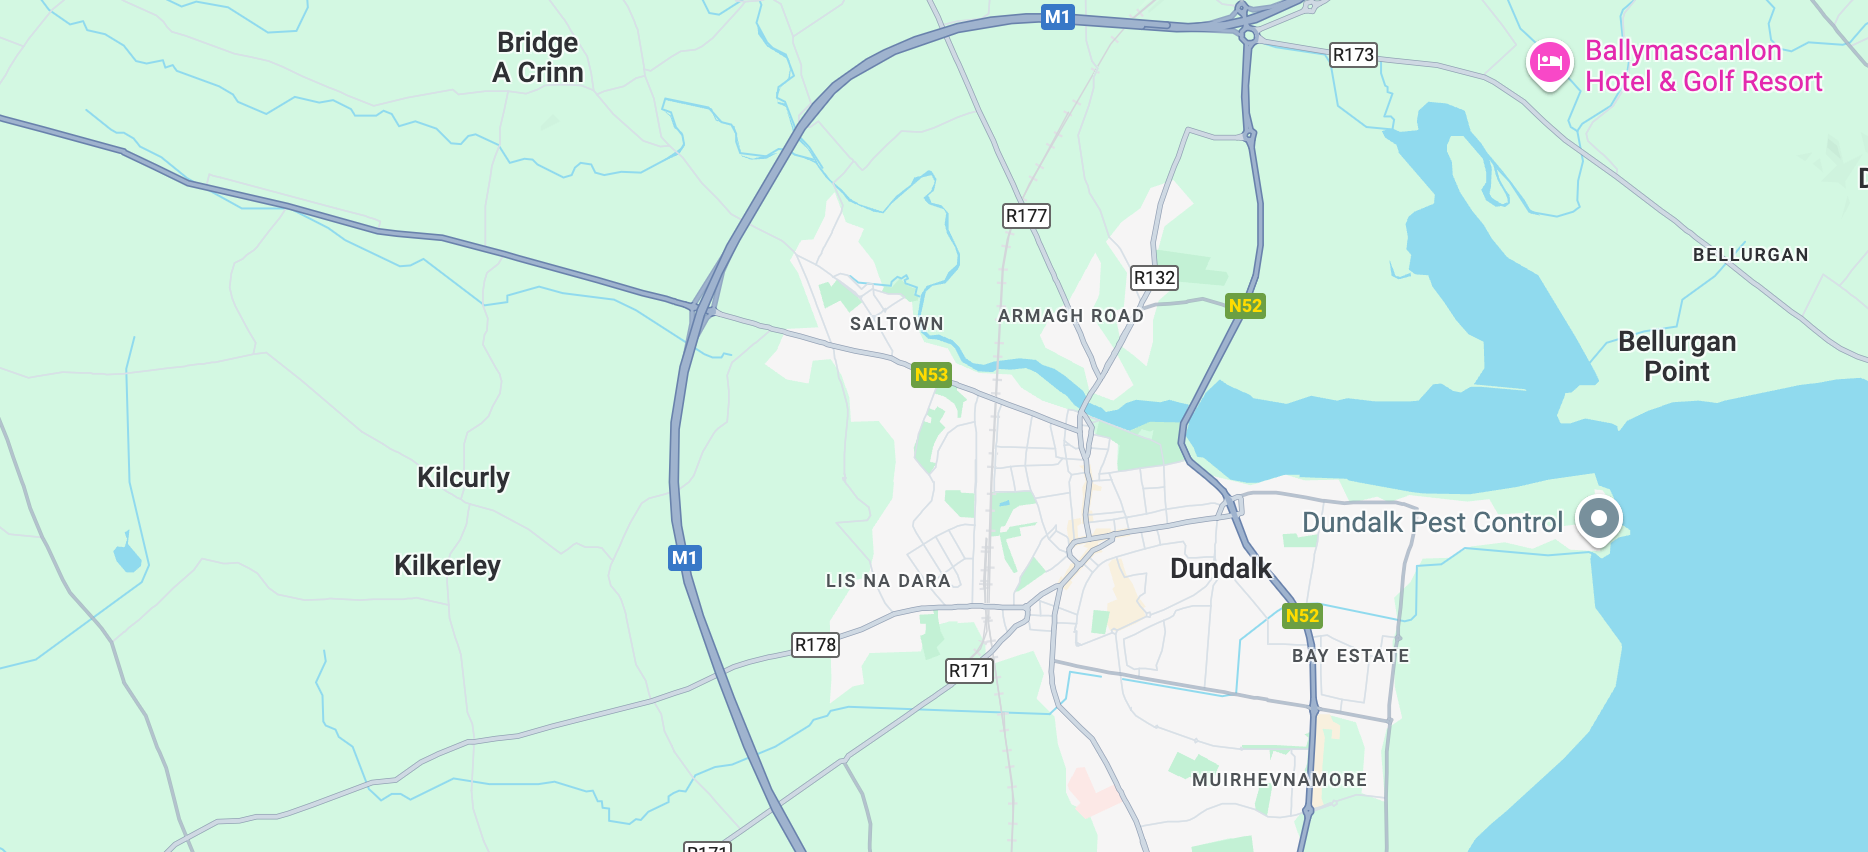 M1
Bridge
A Crinn
R173
Ballymascanlon
Hotel & Golf Resort
D
R177
BELLURGAN
R132
N52
SALTOWN
ARMAGH ROAD
Bellurgan
Point
N53
Kilcurly
Dundalk Pest Control
M1
Kilkerley
Dundalk
LIS NA DARA
N52
R178
BAY ESTATE
R171
MUIRHEVNAMORE
R171